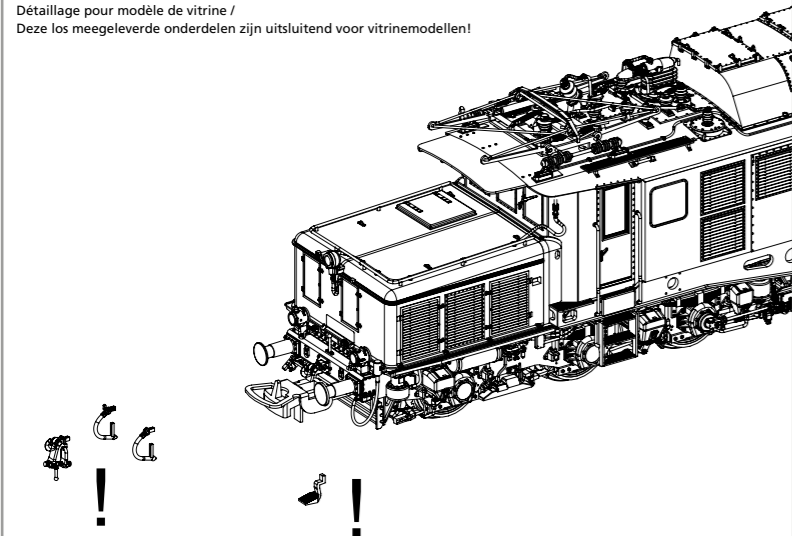 Détaillage pour modèle de vitrine /
Deze los meegeleverde onderdelen zijn uitsluitend voor vitrinemodellen!
!
!